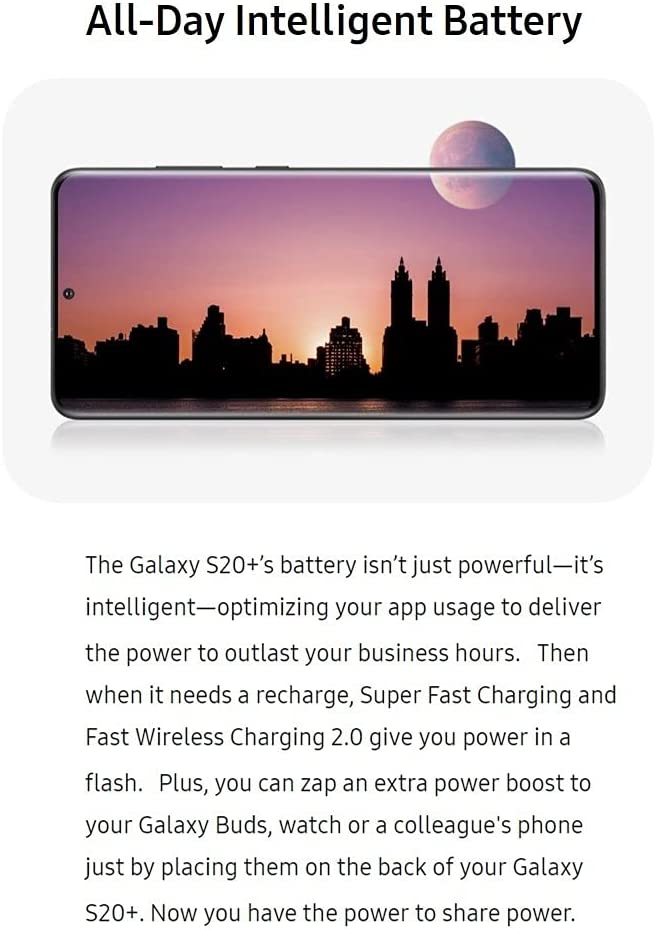 All-Day Intelligent Battery
The Galaxy S20+’s battery isn’t just powerful—it’s
intelligent—optimizing your app usage to deliver
the power to outlast your business hours.   Then
when it needs a recharge, Super Fast Charging and
Fast Wireless Charging 2.0 give you power in a
flash.   Plus, you can zap an extra power boost to
your Galaxy Buds, watch or a colleague's phone
just by placing them on the back of your Galaxy
S20+. Now you have the power to share power.